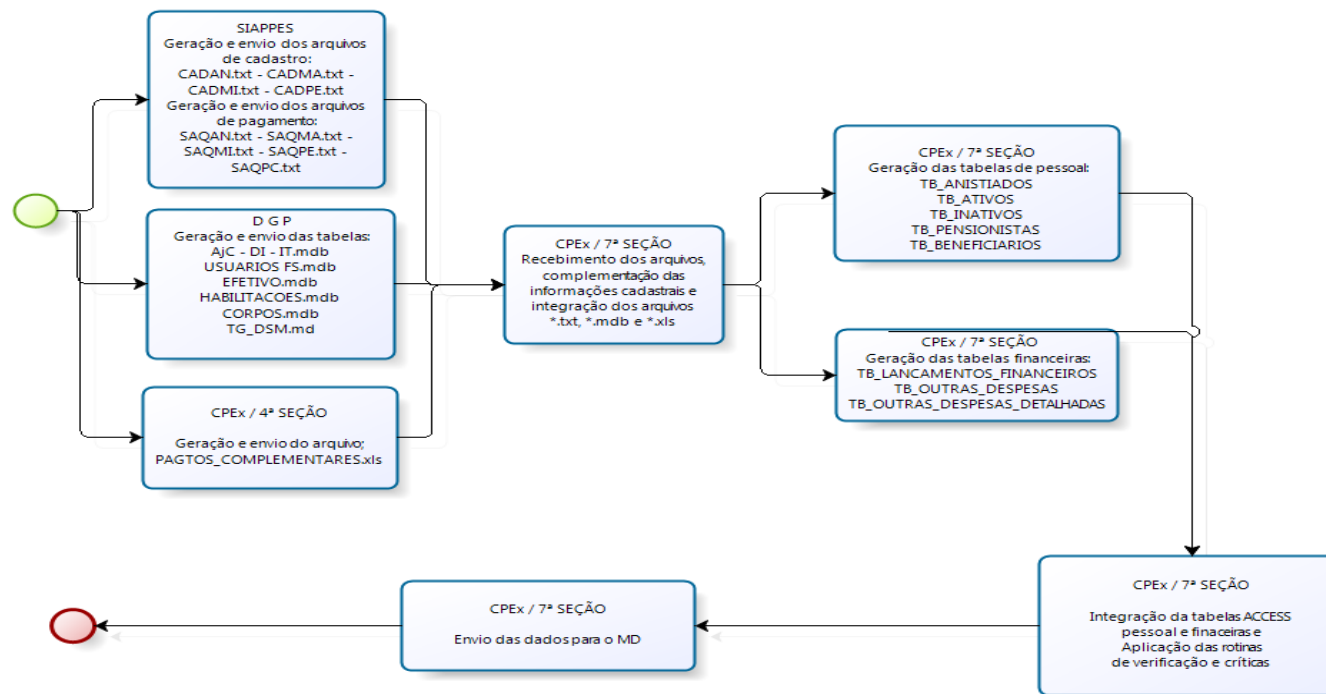 SIAPPES
Geração e envio dos arquivos
de cadastro:
CADAN.txt - CADMA.txt -
CADMI.txt - CADPE.txt
Geração e envio dos arquivos
de pagamento:
SAQAN.txt - SAQMA.txt -
SAQMI.txt - SAQPE.txt -
SAQPC.txt
D G P
Geração e envio das tabelas:
AjC - DI - IT.mdb
USUARIOS FS.mdb
EFETIVO.mdb
HABILITACOES.mdb
CORPOS.mdb
TG_DSM.md
CPEx / 4ª SEÇÃO
Geração e envio do arquivo;
PAGTOS_COMPLEMENTARES.xls
CPEx / 7ª SEÇÃO
Recebimento dos arquivos,
complementação das
informações cadastrais e
integração dos arquivos
*.txt, *.mdb e *.xls
CPEx / 7ª SEÇÃO
Geração das tabelas de pessoal:
TB_ANISTIADOS
TB_ATIVOS
TB_INATIVOS
TB_PENSIONISTAS
TB_BENEFICIARIOS
CPEx / 7ª SEÇÃO
Geração das tabelas financeiras:
TB_LANCAMENTOS_FINANCEIROS
TB_OUTRAS_DESPESAS
TB_OUTRAS_DESPESAS_DETALHADAS
CPEx / 7ª SEÇÃO
Integração da tabelas ACCESS
pessoal e finaceiras e
Aplicação das rotinas
de verificação e críticas
CPEx / 7ª SEÇÃO
Envio das dados para o MD